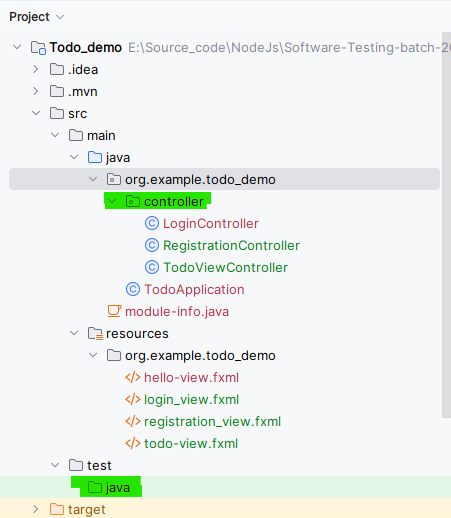 Project
Todo_demo E:\Source_code\NodeJs\Software-Testing-batch-20
.idea
.mvn
src
main
java
org.example.todo_demo
controller
LoginController
RegistrationController
TodoViewController
TodoApplication
module-info.java
resources
org.example.todo_demo
hello-view.fxml
login_view.fxml
registration_view.fxml
todo-view.fxml
test
java
target